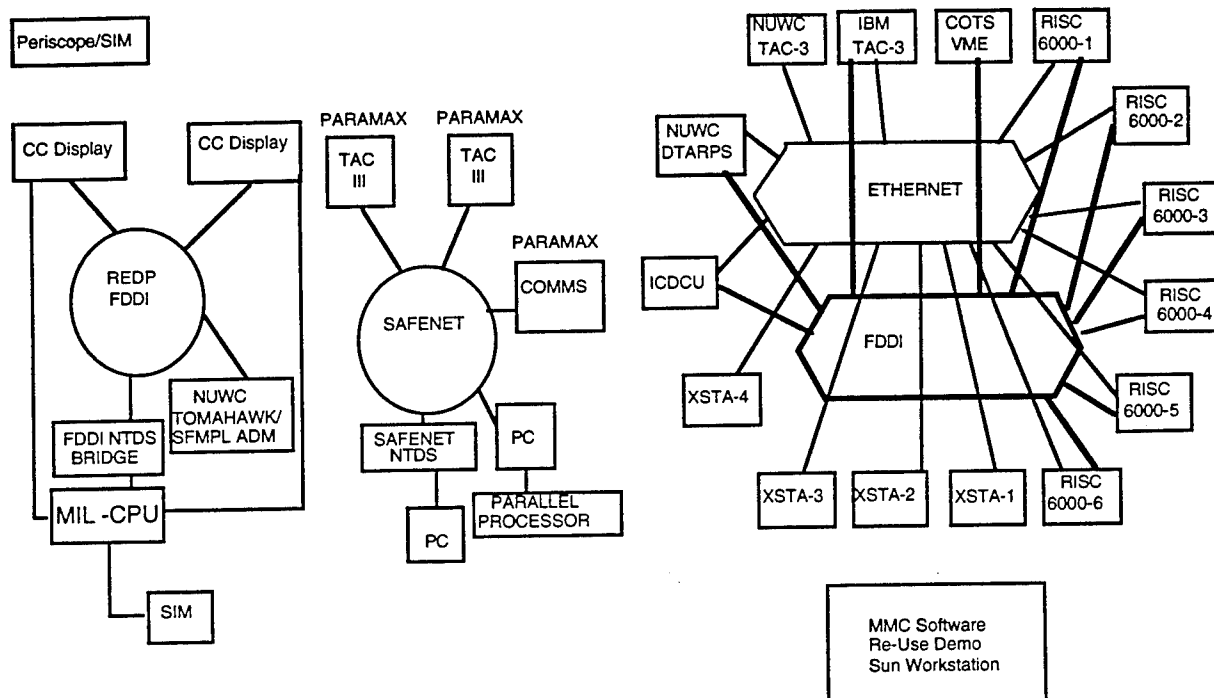 Periscope/SIM
CC Display
CC Display
REDP
FDDI
NUWC
TOMAHAWK/
SFMPL ADM
FDDI NTDS
BRIDGE
MIL -CPU
SIM
PARAMAX
TAC
III
PARAMAX
TAC
III
PARAMAX
COMMS
SAFENET
SAFENET
NTDS
PC
PC
PARALLEL
PROCESSOR
NUWC
TAC-3
IBM
TAC-3
COTS
VME
RISC
6000-1
RISC
6000-2
NUWC
DTARPS
ETHERNET
RISC
6000-3
ICDCU
RISC
6000-4
FDDI
XSTA-4
RISC
6000-5
XSTA-3
XSTA-2
XSTA-1
RISC
6000-6
MMC Software
Re-Use Demo
Sun Workstation